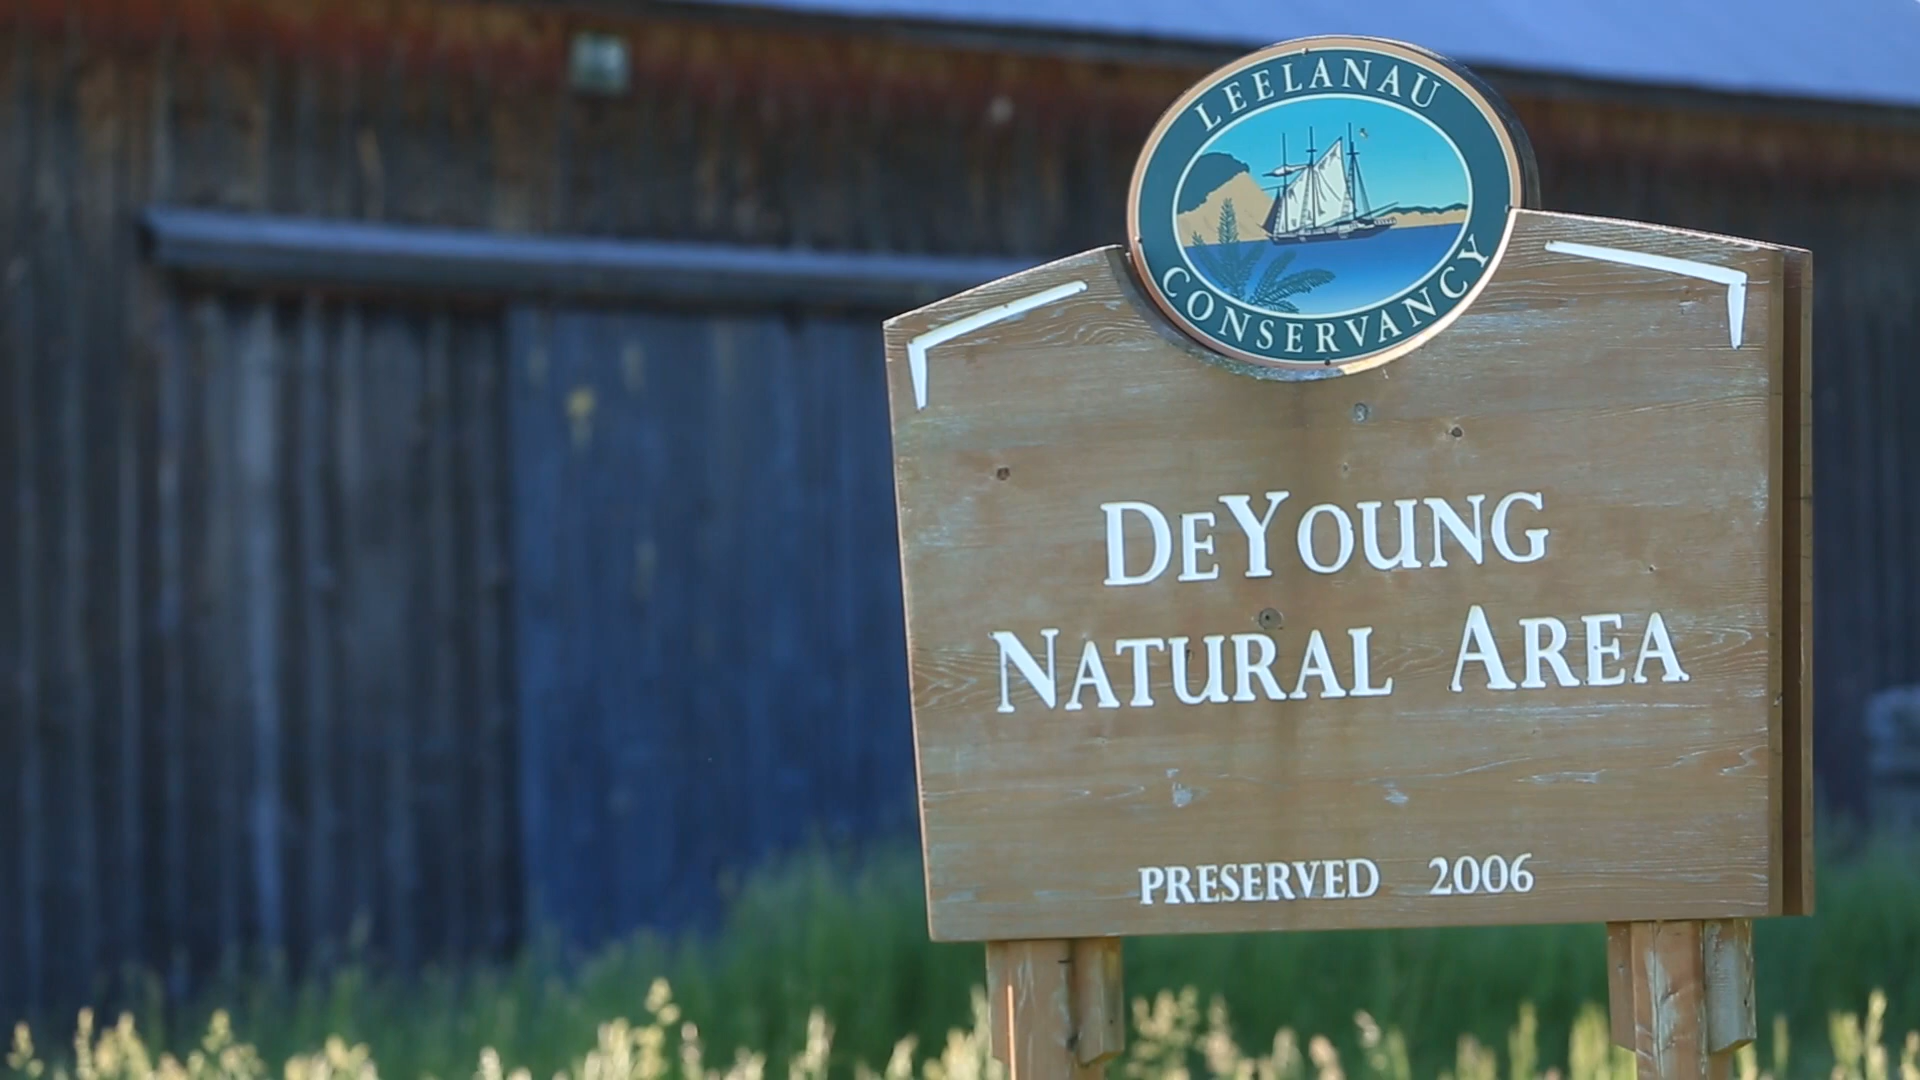 LEELANAU
CONSERVANCY
DEYOUNG
NATURAL AREA
PRESERVED 2006